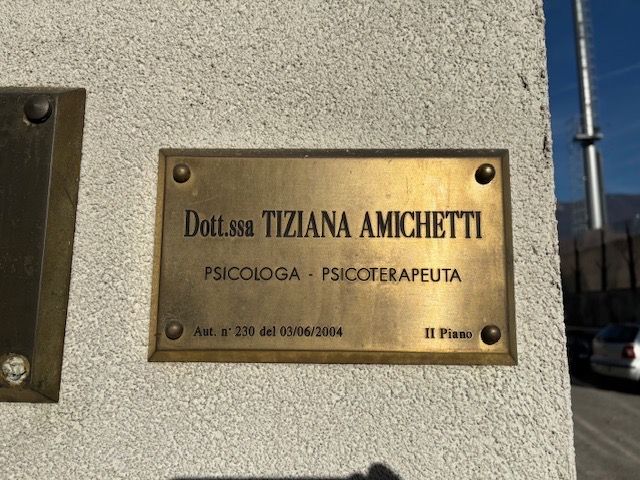 Dott.ssa TIZIANA AMICHETTI
PSICOLOGA - PSICOTERAPEUTA
Aut. n° 230 del 03/06/2004 II Piano